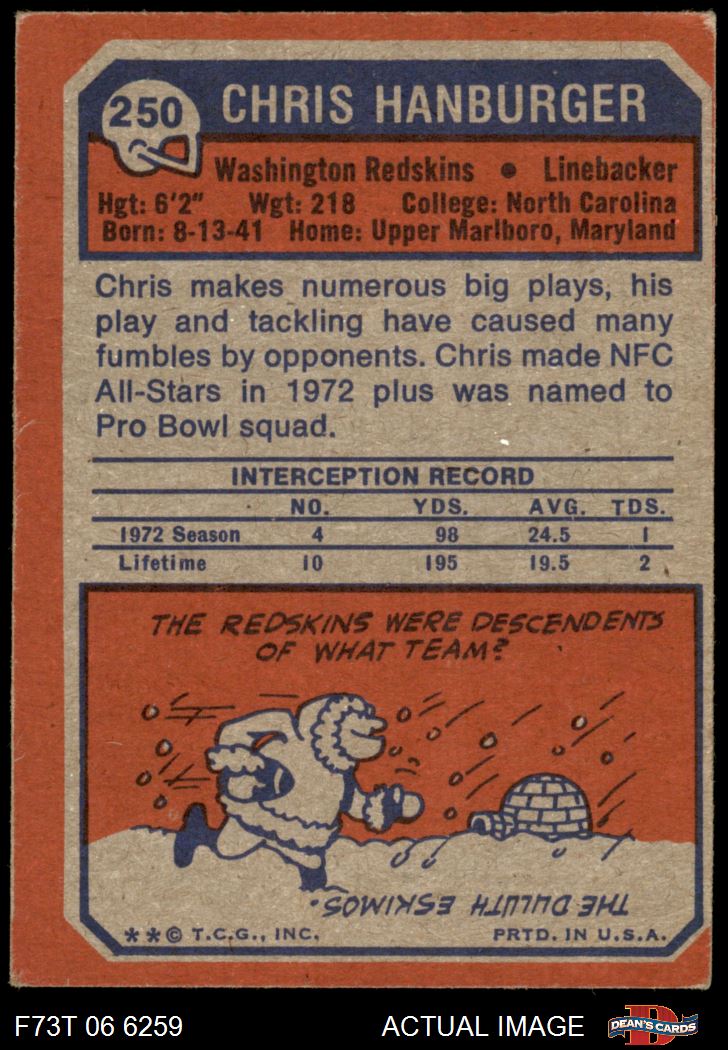 250 CHRIS HANBURGER
Washington Redskins • Linebacker
Hgt: 6'2" Wgt: 218 College: North Carolina
Born: 8-13-41 Home: Upper Marlboro, Maryland
Chris makes numerous big plays, his
play and tackling have caused many
fumbles by opponents. Chris made NFC
All-Stars in 1972 plus was named to
Pro Bowl squad.
INTERCEPTION RECORD
NO. YDS. AVG. TDS.
1972 Season 4 98 24.5 1
Lifetime 10 195 19.5 2
THE REDSKINS WERE DESCENDENTS
OF WHAT TEAM?
THE DULUTH ESKIMOS.
**© T.C.G., INC. PRTD. IN U.S.A.
F73T 06 6259 ACTUAL IMAGE D DEAN'S CARDS